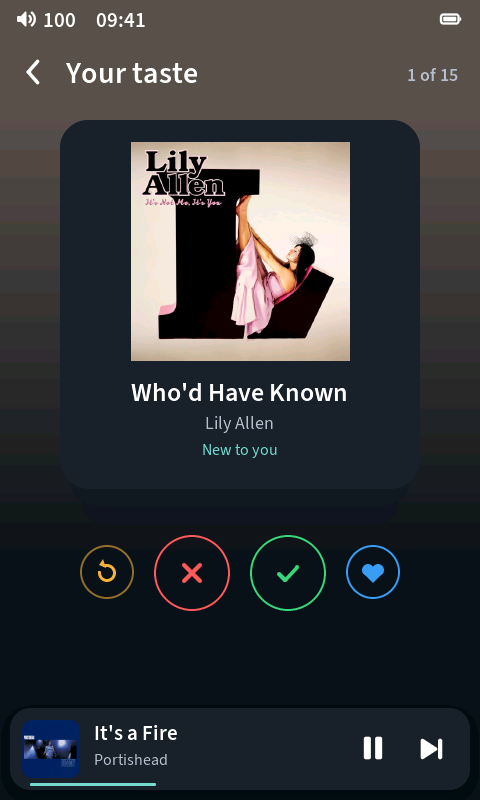 100 09:41
Your taste
1 of 15
Lily
Allen
It's Not Me, It's You
Who'd Have Known
Lily Allen
New to you
It's a Fire
Portishead